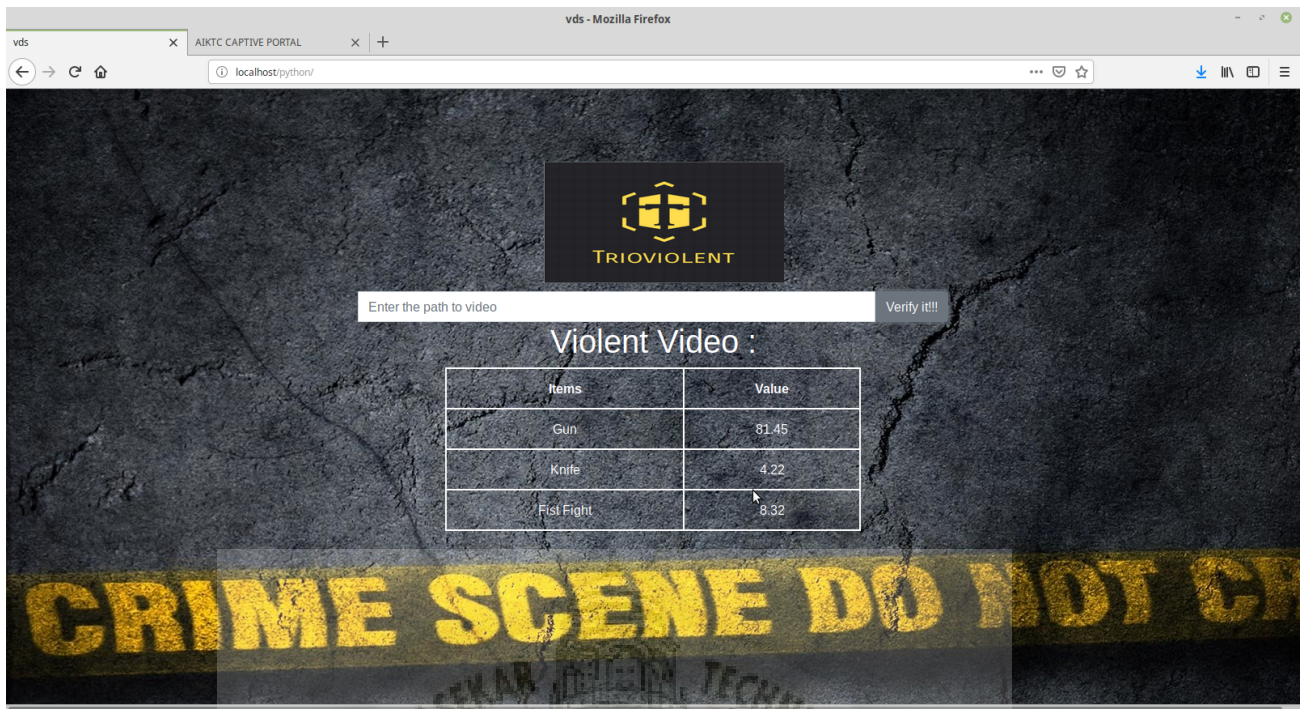 vds - Mozilla Firefox
vds
AIKTC CAPTIVE PORTAL
localhost/python/
TRIOVIOLENT
Enter the path to video
Verify it!!!
Violent Video :
Items Value
Gun 81.45
Knife 4.22
Fist Fight 8.32
CRIME SCENE DO NOT